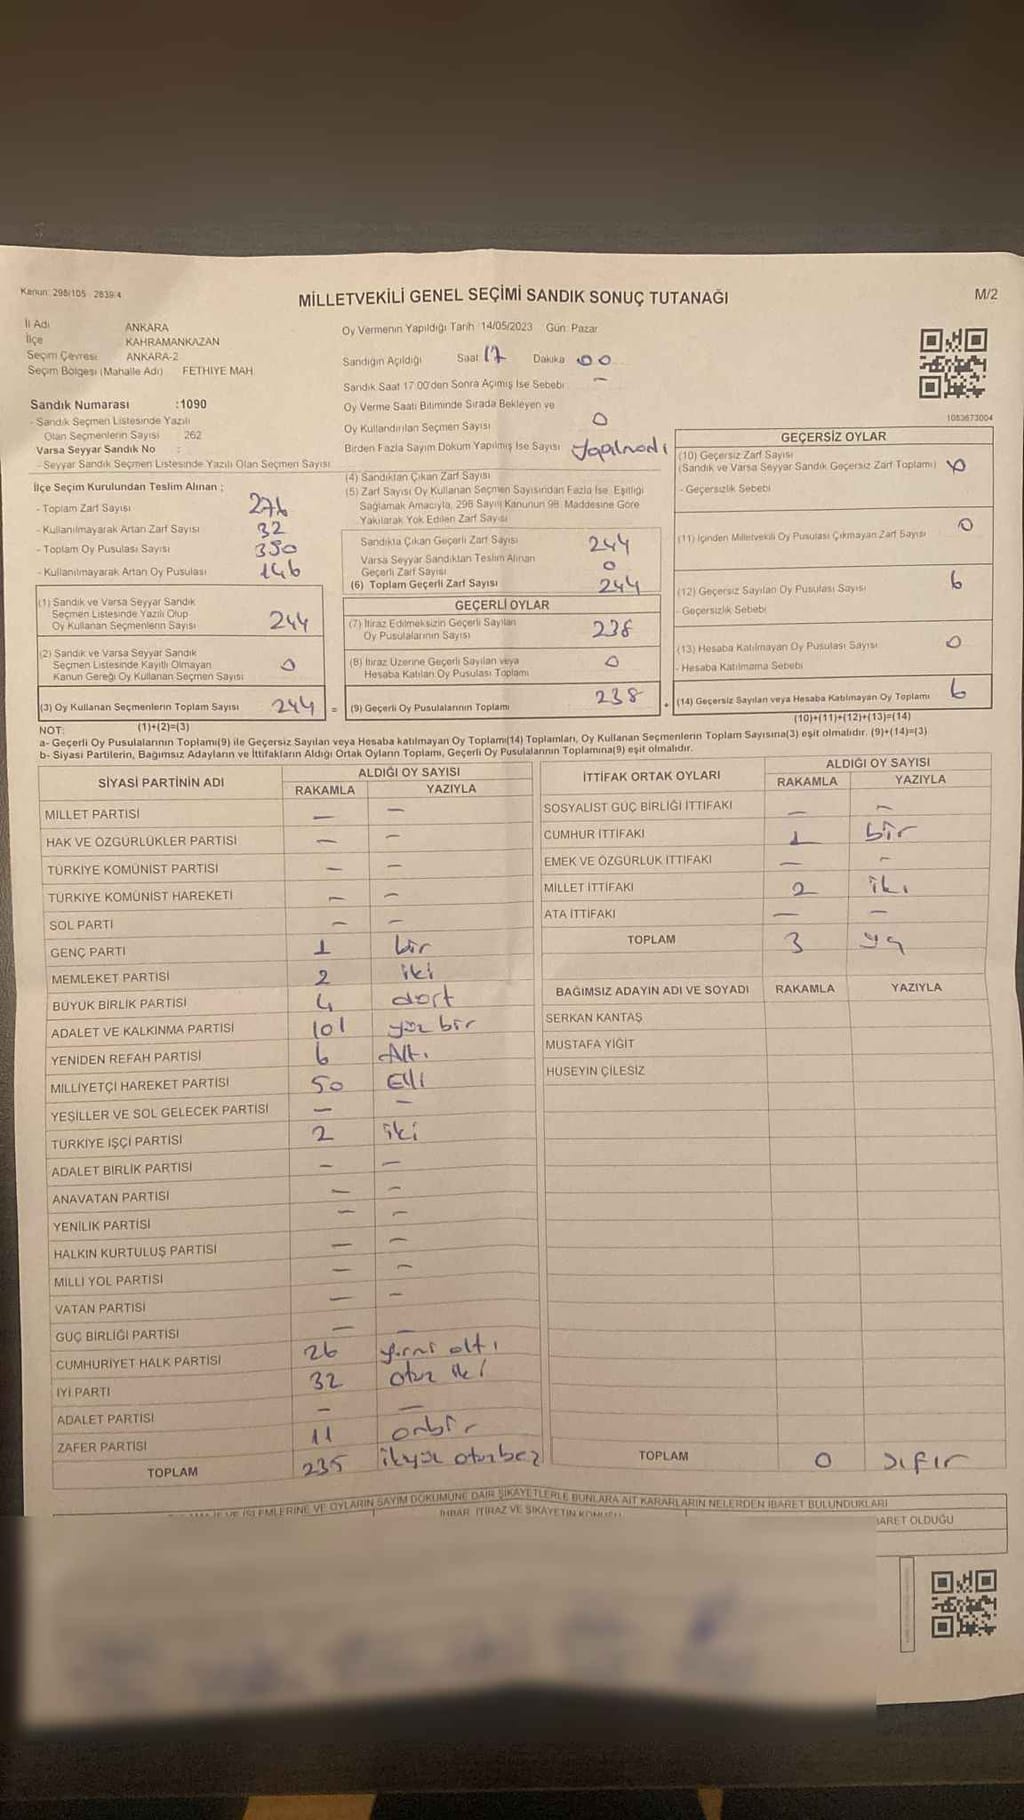 Kanun: 298/105 2839/4
MİLLETVEKİLİ GENEL SEÇİMİ SANDIK SONUÇ TUTANAĞI
M/2
İl Adı ANKARA
İlçe KAHRAMANKAZAN
Seçim Çevresi ANKARA-2
Seçim Bölgesi (Mahalle Adı) FETHİYE MAH.
Sandık Numarası :1090
- Sandık Seçmen Listesinde Yazılı
Olan Seçmenlerin Sayısı : 262
Varsa Seyyar Sandık No :
- Seyyar Sandık Seçmen Listesinde Yazılı Olan Seçmen Sayısı
İlçe Seçim Kurulundan Teslim Alınan ;
- Toplam Zarf Sayısı 276
- Kullanılmayarak Artan Zarf Sayısı 32
- Toplam Oy Pusulası Sayısı 390
- Kullanılmayarak Artan Oy Pusulası 146
(1) Sandık ve Varsa Seyyar Sandık
Seçmen Listesinde Yazılı Olup
Oy Kullanan Seçmenlerin Sayısı 244
(2) Sandık ve Varsa Seyyar Sandık
Seçmen Listesinde Kayıtlı Olmayan
Kanun Gereği Oy Kullanan Seçmen Sayısı 0
(3) Oy Kullanan Seçmenlerin Toplam Sayısı 244 =
(1)+(2)=(3)
Oy Vermenin Yapıldığı Tarih :14/05/2023 Gün: Pazar
Sandığın Açıldığı Saat 17 Dakika 00
Sandık Saat 17:00'den Sonra Açılmış İse Sebebi : –
Oy Verme Saati Bitiminde Sırada Bekleyen ve
Oy Kullandırılan Seçmen Sayısı 0
Birden Fazla Sayım Döküm Yapılmış İse Sayısı Yapılmadı
(4) Sandıktan Çıkan Zarf Sayısı
(5) Zarf Sayısı Oy Kullanan Seçmen Sayısından Fazla İse, Eşitliği
Sağlamak Amacıyla, 298 Sayılı Kanunun 98. Maddesine Göre
Yakılarak Yok Edilen Zarf Sayısı
Sandıkta Çıkan Geçerli Zarf Sayısı 244
Varsa Seyyar Sandıktan Teslim Alınan
Geçerli Zarf Sayısı 0
(6) Toplam Geçerli Zarf Sayısı 244
GEÇERLİ OYLAR
(7) İtiraz Edilmeksizin Geçerli Sayılan
Oy Pusulalarının Sayısı 238
(8) İtiraz Üzerine Geçerli Sayılan veya
Hesaba Katılan Oy Pusulası Toplamı 0
(9) Geçerli Oy Pusulalarının Toplamı 238 +
1053673004
GEÇERSİZ OYLAR
(10) Geçersiz Zarf Sayısı
(Sandık ve Varsa Seyyar Sandık Geçersiz Zarf Toplamı)
- Geçersizlik Sebebi
(11) İçinden Milletvekili Oy Pusulası Çıkmayan Zarf Sayısı 0
(12) Geçersiz Sayılan Oy Pusulası Sayısı 6
- Geçersizlik Sebebi
(13) Hesaba Katılmayan Oy Pusulası Sayısı 0
- Hesaba Katılmama Sebebi
(14) Geçersiz Sayılan veya Hesaba Katılmayan Oy Toplamı 6
(10)+(11)+(12)+(13)=(14)
NOT:
a- Geçerli Oy Pusulalarının Toplamı(9) ile Geçersiz Sayılan veya Hesaba katılmayan Oy Toplamı(14) Toplamları, Oy Kullanan Seçmenlerin Toplam Sayısına(3) eşit olmalıdır. (9)+(14)=(3)
b- Siyasi Partilerin, Bağımsız Adayların ve İttifakların Aldığı Ortak Oyların Toplamı, Geçerli Oy Pusulalarının Toplamına(9) eşit olmalıdır.
SİYASİ PARTİNİN ADI ALDIĞI OY SAYISI
RAKAMLA YAZIYLA
MİLLET PARTİSİ – –
HAK VE ÖZGÜRLÜKLER PARTİSİ – –
TÜRKİYE KOMÜNİST PARTİSİ – –
TÜRKİYE KOMÜNİST HAREKETİ – –
SOL PARTİ – –
GENÇ PARTİ 1 bir
MEMLEKET PARTİSİ 2 iki
BÜYÜK BİRLİK PARTİSİ 4 dört
ADALET VE KALKINMA PARTİSİ 101 yüz bir
YENİDEN REFAH PARTİSİ 6 Altı
MİLLİYETÇİ HAREKET PARTİSİ 50 Elli
YEŞİLLER VE SOL GELECEK PARTİSİ – –
TÜRKİYE İŞÇİ PARTİSİ 2 iki
ADALET BİRLİK PARTİSİ – –
ANAVATAN PARTİSİ – –
YENİLİK PARTİSİ – –
HALKIN KURTULUŞ PARTİSİ – –
MİLLİ YOL PARTİSİ – –
VATAN PARTİSİ – –
GÜÇ BİRLİĞİ PARTİSİ – –
CUMHURİYET HALK PARTİSİ 26 yirmi altı
İYİ PARTİ 32 otuz iki
ADALET PARTİSİ – –
ZAFER PARTİSİ 11 onbir
TOPLAM 235 ikiyüz otuzbeş
İTTİFAK ORTAK OYLARI ALDIĞI OY SAYISI
RAKAMLA YAZIYLA
SOSYALİST GÜÇ BİRLİĞİ İTTİFAKI – –
CUMHUR İTTİFAKI 1 bir
EMEK VE ÖZGÜRLÜK İTTİFAKI – –
MİLLET İTTİFAKI 2 iki
ATA İTTİFAKI – –
TOPLAM 3
BAĞIMSIZ ADAYIN ADI VE SOYADI RAKAMLA YAZIYLA
SERKAN KANTAŞ
MUSTAFA YİĞİT
HÜSEYİN ÇİLESİZ
TOPLAM 0 sıfır
İŞLEMLERİNE VE OYLARIN SAYIM DÖKÜMÜNE DAİR ŞİKAYETLERLE BUNLARA AİT KARARLARIN NELERDEN İBARET BULUNDUKLARI
İHBAR, İTİRAZ VE ŞİKAYETİN KONUSU
İBARET OLDUĞU